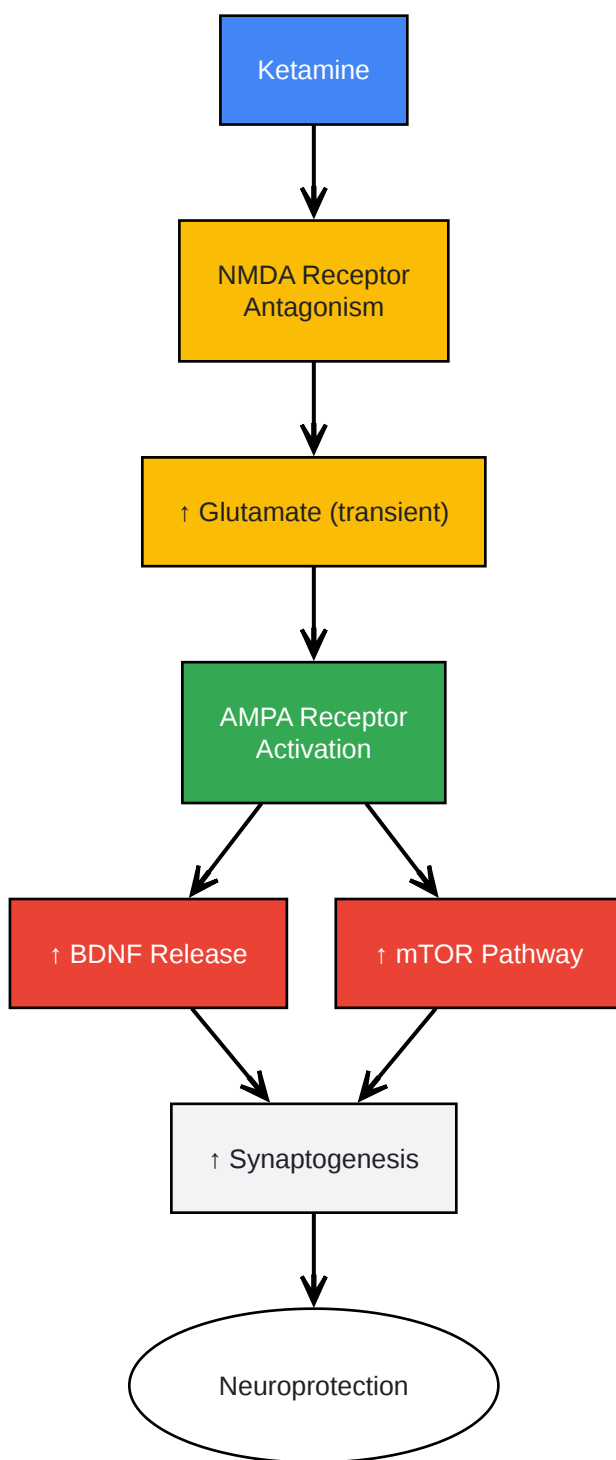 Ketamine
NMDA Receptor
Antagonism
↑ Glutamate (transient)
AMPA Receptor
Activation
↑ BDNF Release
↑ mTOR Pathway
↑ Synaptogenesis
Neuroprotection